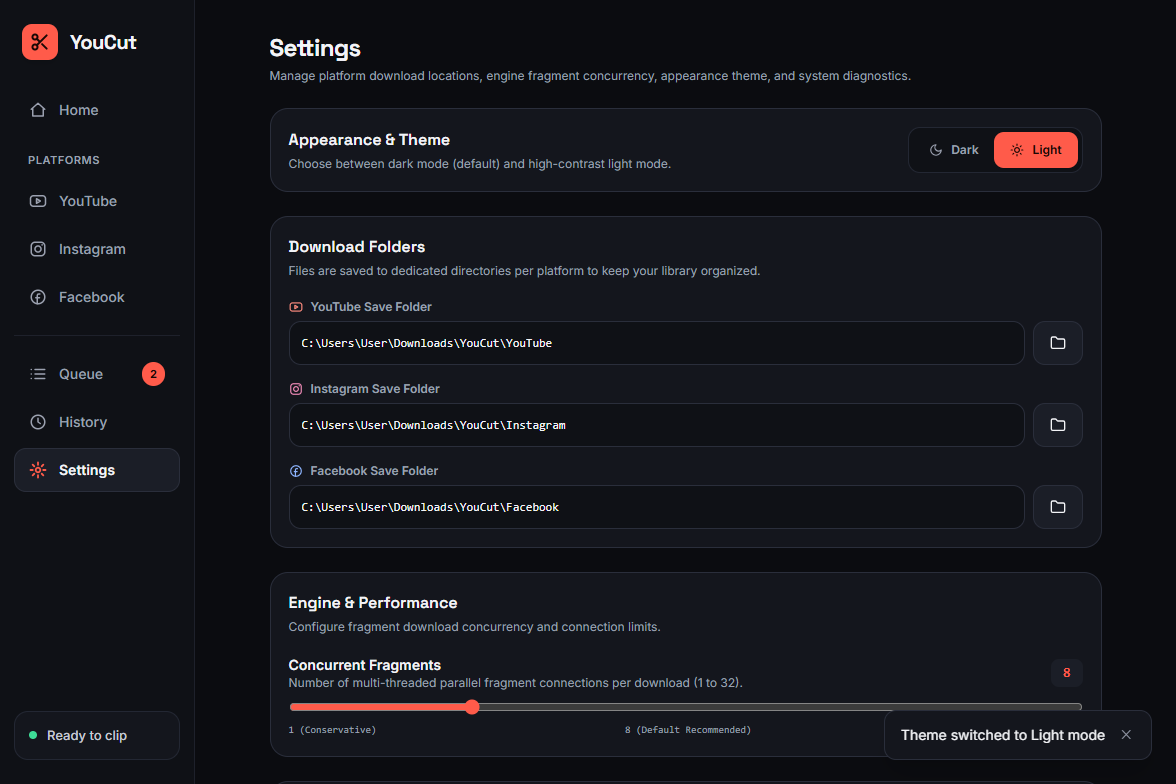 YouCut
Home
PLATFORMS
YouTube
Instagram
Facebook
Queue
2
History
Settings
Ready to clip
Settings
Manage platform download locations, engine fragment concurrency, appearance theme, and system diagnostics.
Appearance & Theme
Choose between dark mode (default) and high-contrast light mode.
Dark
Light
Download Folders
Files are saved to dedicated directories per platform to keep your library organized.
YouTube Save Folder
C:\Users\User\Downloads\YouCut\YouTube
Instagram Save Folder
C:\Users\User\Downloads\YouCut\Instagram
Facebook Save Folder
C:\Users\User\Downloads\YouCut\Facebook
Engine & Performance
Configure fragment download concurrency and connection limits.
Concurrent Fragments
Number of multi-threaded parallel fragment connections per download (1 to 32).
8
1 (Conservative)
8 (Default Recommended)
Theme switched to Light mode